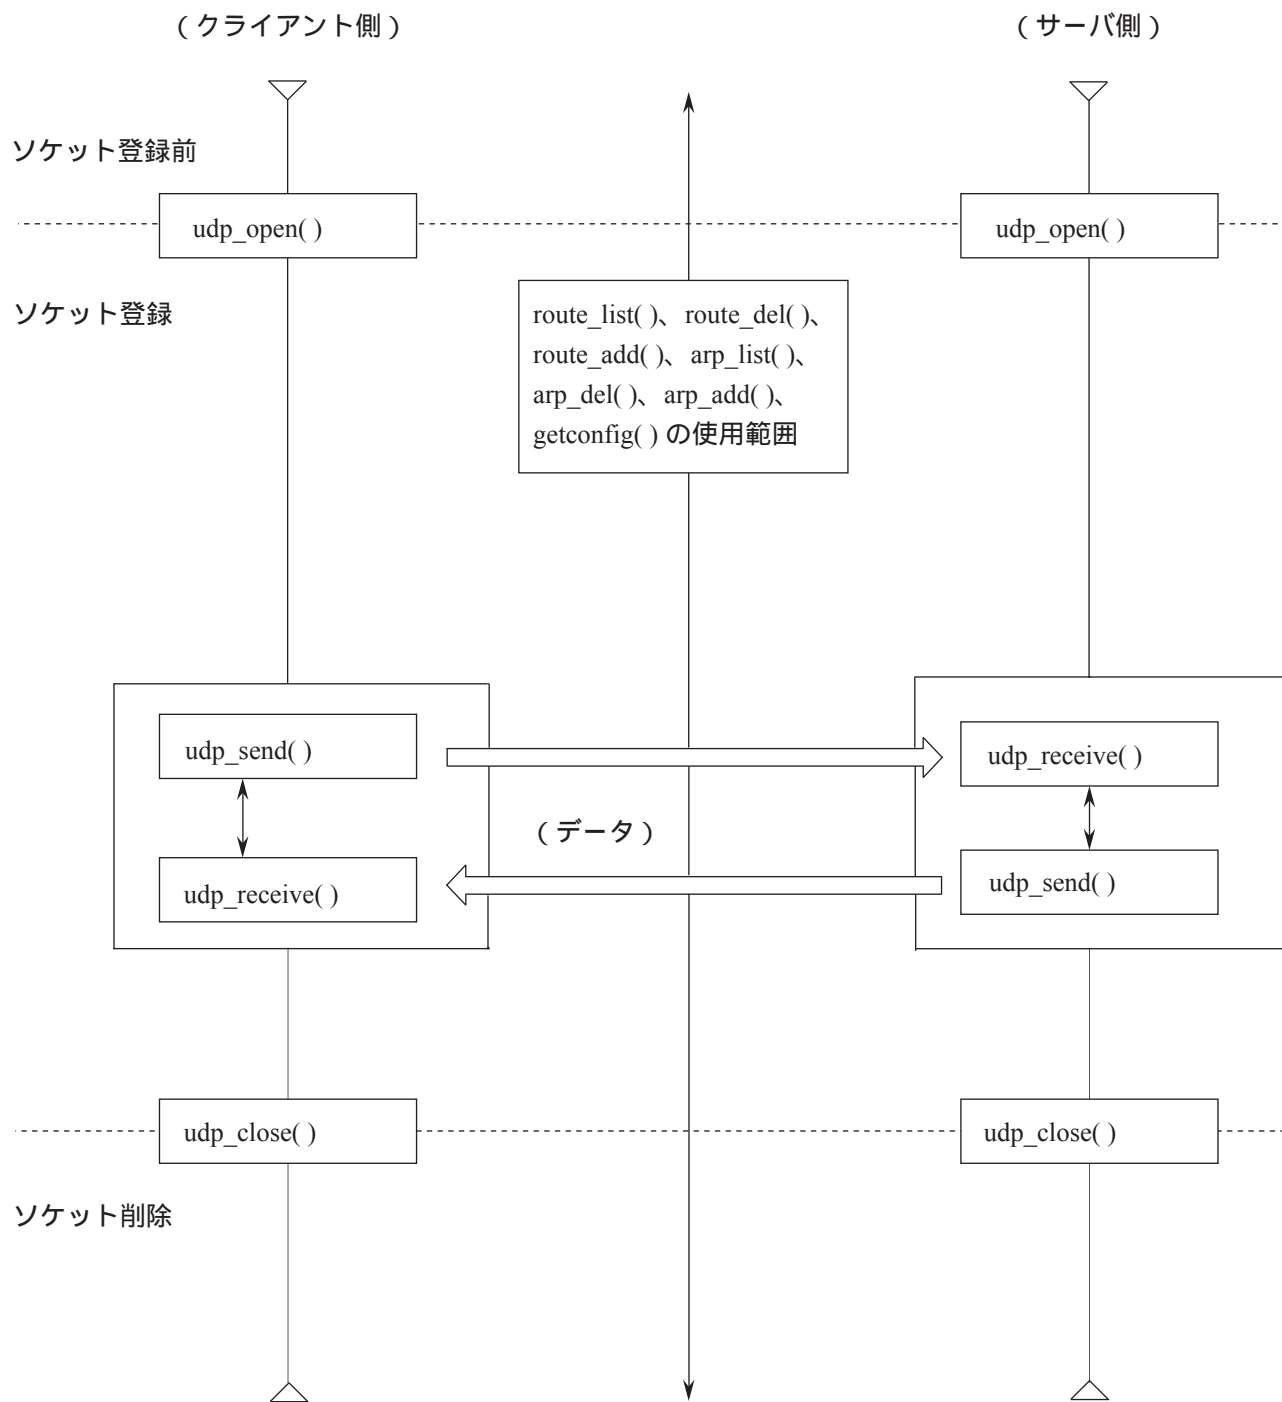 （クライアント側）
（サーバ側）
ソケット登録前
udp_open( )
udp_open( )
ソケット登録
route_list( )、route_del( )、
route_add( )、arp_list( )、
arp_del( )、arp_add( )、
getconfig( ) の使用範囲
udp_send( )
udp_receive( )
（データ）
udp_receive( )
udp_send( )
udp_close( )
udp_close( )
ソケット削除